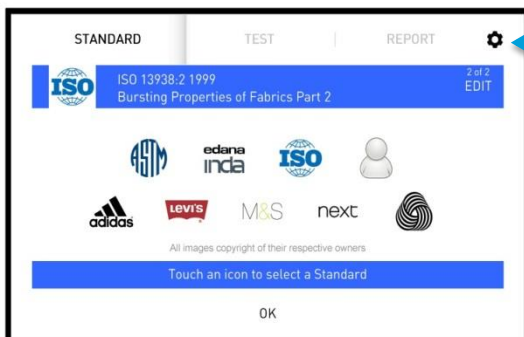 STANDARD TEST REPORT
ISO
ISO 13938:2 1999
Bursting Properties of Fabrics Part 2
2 of 2
EDIT
ASTM
edana
inda
ISO
adidas
LEVI'S
M&S
next
All images copyright of their respective owners
Touch an icon to select a Standard
OK